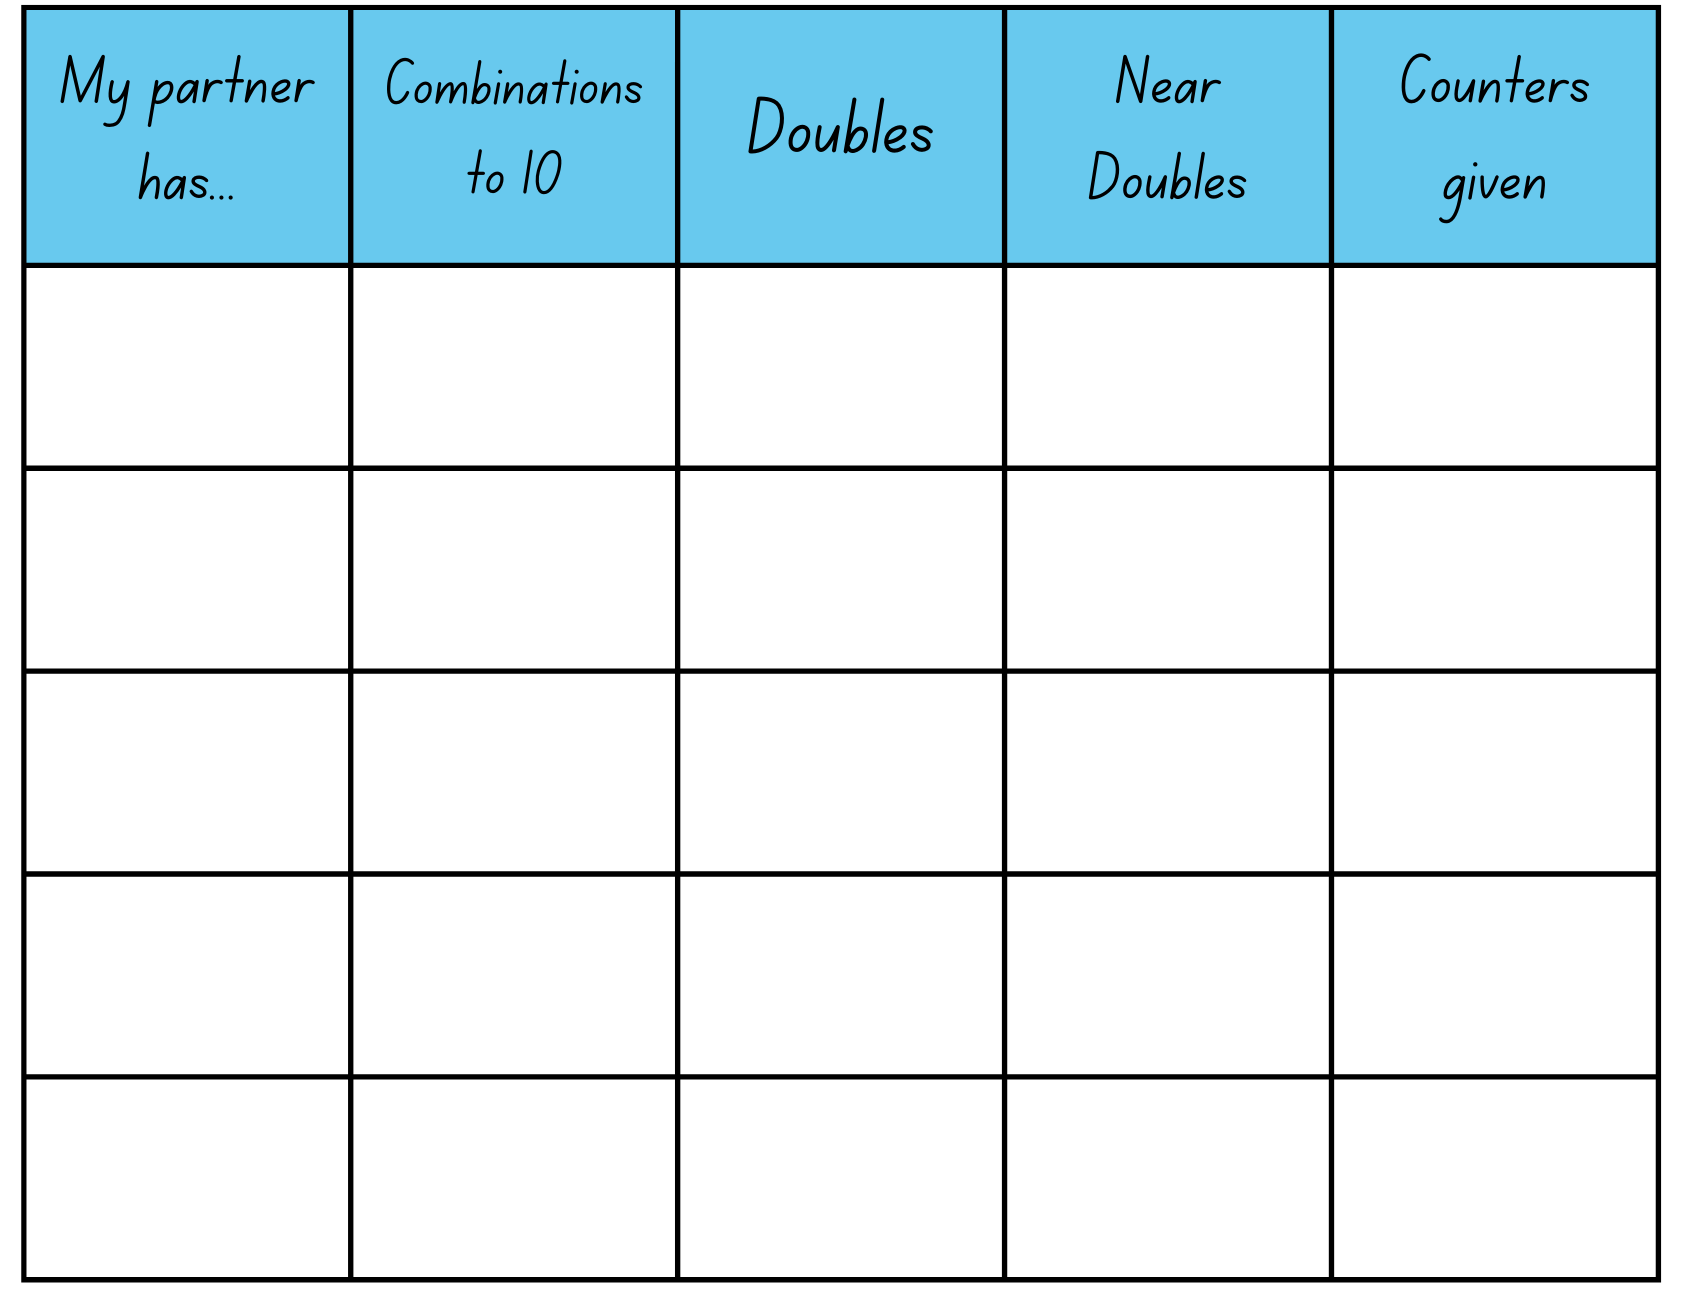 My partner
has...
Combinations
to 10
Doubles
Near
Doubles
Counters
given